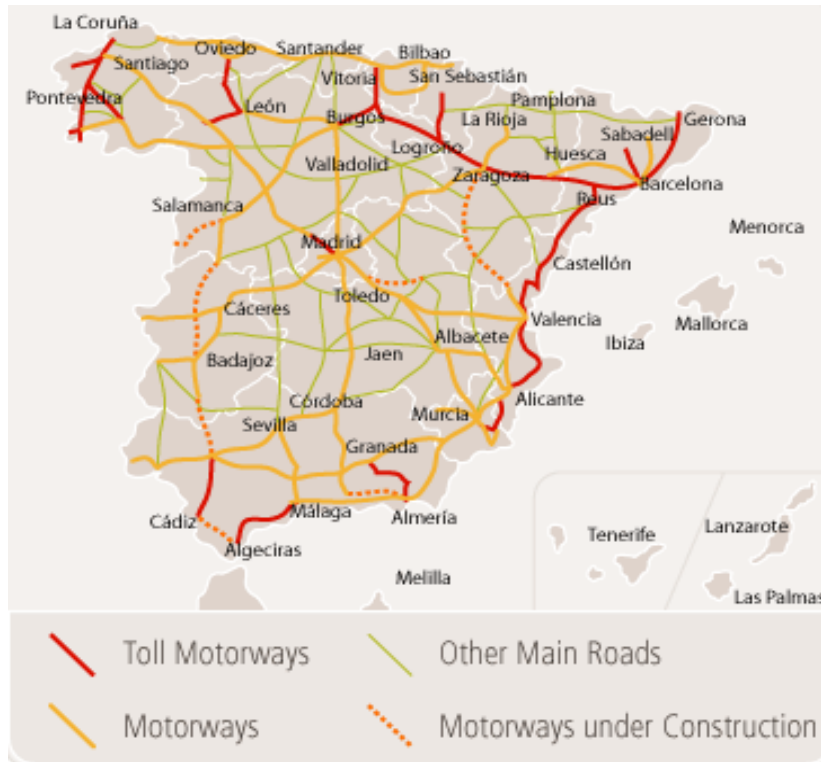 La Coruña
Oviedo
Santander
Bilbao
Santiago
Vitoria
San Sebastián
Pontevedra
León
Pamplona
Burgos
La Rioja
Gerona
Sabadell
Logroño
Huesca
Valladolid
Zaragoza
Barcelona
Salamanca
Reus
Menorca
Madrid
Castellón
Toledo
Cáceres
Valencia
Mallorca
Albacete
Ibiza
Badajoz
Jaen
Alicante
Córdoba
Murcia
Sevilla
Granada
Málaga
Almería
Cádiz
Lanzarote
Tenerife
Algeciras
Melilla
Las Palmas
Toll Motorways
Other Main Roads
Motorways
Motorways under Construction